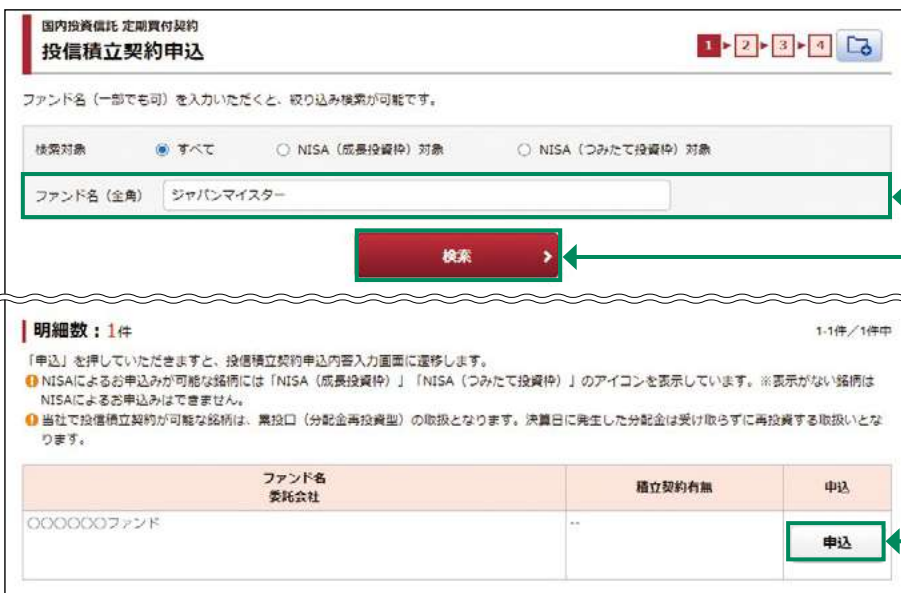 国内投資信託 定期買付契約
投信積立契約申込
1 2 3 4
ファンド名（一部でも可）を入力いただくと、絞り込み検索が可能です。
検索対象 すべて NISA（成長投資枠）対象 NISA（つみたて投資枠）対象
ファンド名（全角） ジャパンマイスター
検索
明細数：1件 1-1件／1件中
「申込」を押していただきますと、投信積立契約申込内容入力画面に遷移します。
NISAによるお申込みが可能な銘柄には「NISA（成長投資枠）」「NISA（つみたて投資枠）」のアイコンを表示しています。※表示がない銘柄は
NISAによるお申込みはできません。
当社で投信積立契約が可能な銘柄は、累投口（分配金再投資型）の取扱となります。決算日に発生した分配金は受け取らずに再投資する取扱いとな
ります。
ファンド名
委託会社
積立契約有無
申込
〇〇〇〇〇〇ファンド
--
申込